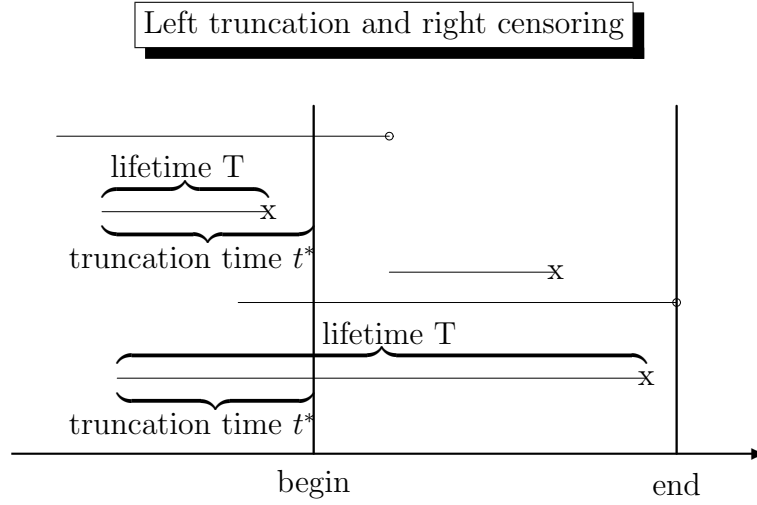 Left truncation and right censoring
lifetime T
x
truncation time t*
x
lifetime T
x
truncation time t*
begin
end